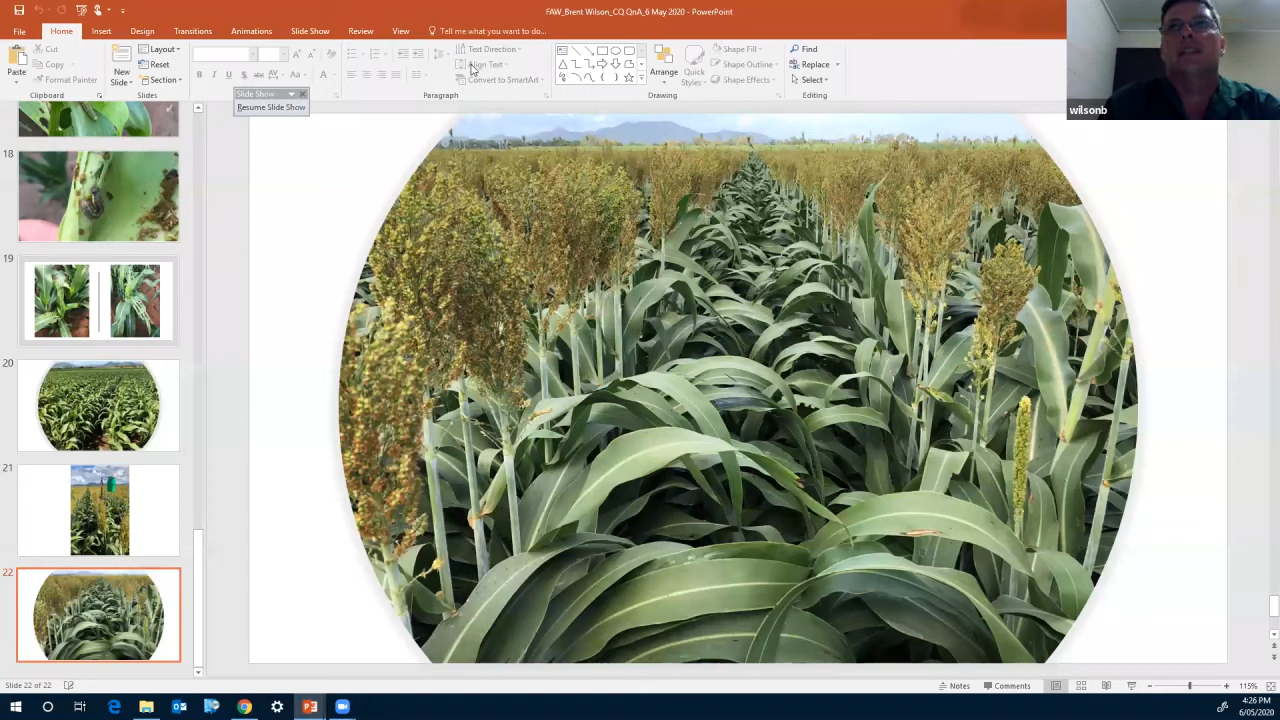 FAW_Brent Wilson_CQ QnA_6 May 2020 - PowerPoint
File Home Insert Design Transitions Animations Slide Show Review View Tell me what you want to do...
Paste
Cut
Copy
Format Painter
Clipboard
New
Slide
Layout
Reset
Section
Slides
B I U S abc AV Aa A
Text Direction
Align Text
Convert to SmartArt
Paragraph
Arrange
Quick
Styles
Shape Fill
Shape Outline
Shape Effects
Drawing
Find
Replace
Select
Editing
wilsonb
Slide Show
Resume Slide Show
18
19
20
21
22
Slide 22 of 22
Notes
Comments
115%
4:26 PM
6/05/2020